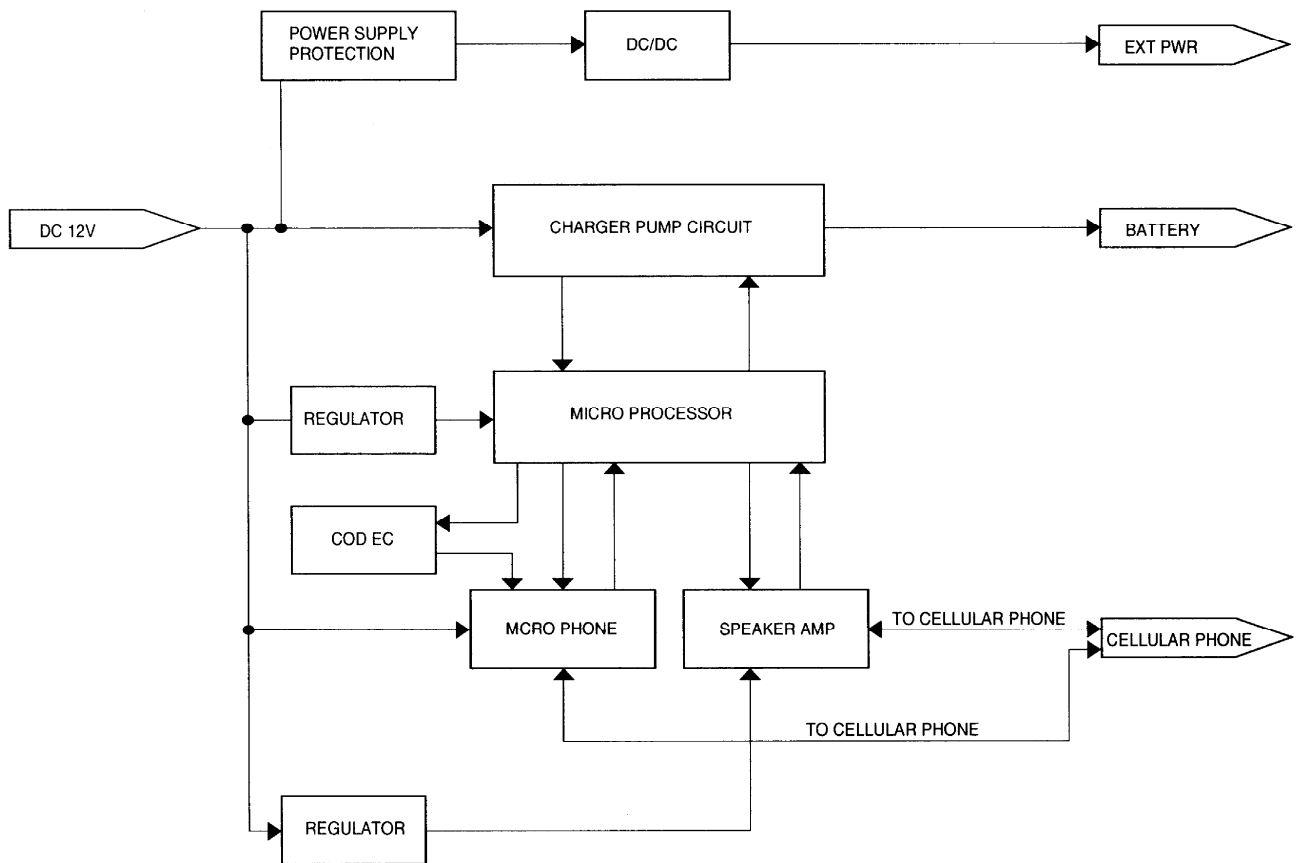 POWER SUPPLY
PROTECTION
DC/DC
EXT PWR
DC 12V
CHARGER PUMP CIRCUIT
BATTERY
REGULATOR
MICRO PROCESSOR
COD EC
MCRO PHONE
SPEAKER AMP
TO CELLULAR PHONE
CELLULAR PHONE
TO CELLULAR PHONE
REGULATOR